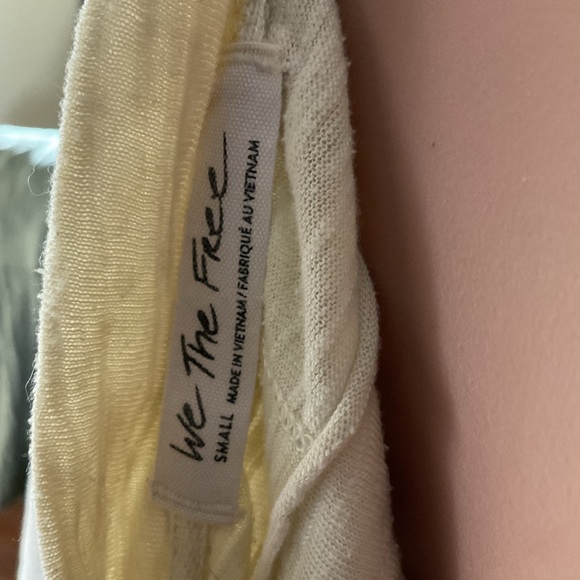 We The Free
SMALL MADE IN VIETNAM / FABRIQUÉ AU VIETNAM